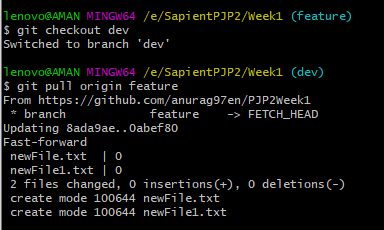 lenovo@AMAN MINGW64 /e/SapientPJP2/Week1 (feature)
$ git checkout dev
Switched to branch 'dev'
lenovo@AMAN MINGW64 /e/SapientPJP2/Week1 (dev)
$ git pull origin feature
From https://github.com/anurag97en/PJP2Week1
 * branch            feature    -> FETCH_HEAD
Updating 8ada9ae..0abef80
Fast-forward
 newFile.txt  | 0
 newFile1.txt | 0
 2 files changed, 0 insertions(+), 0 deletions(-)
 create mode 100644 newFile.txt
 create mode 100644 newFile1.txt